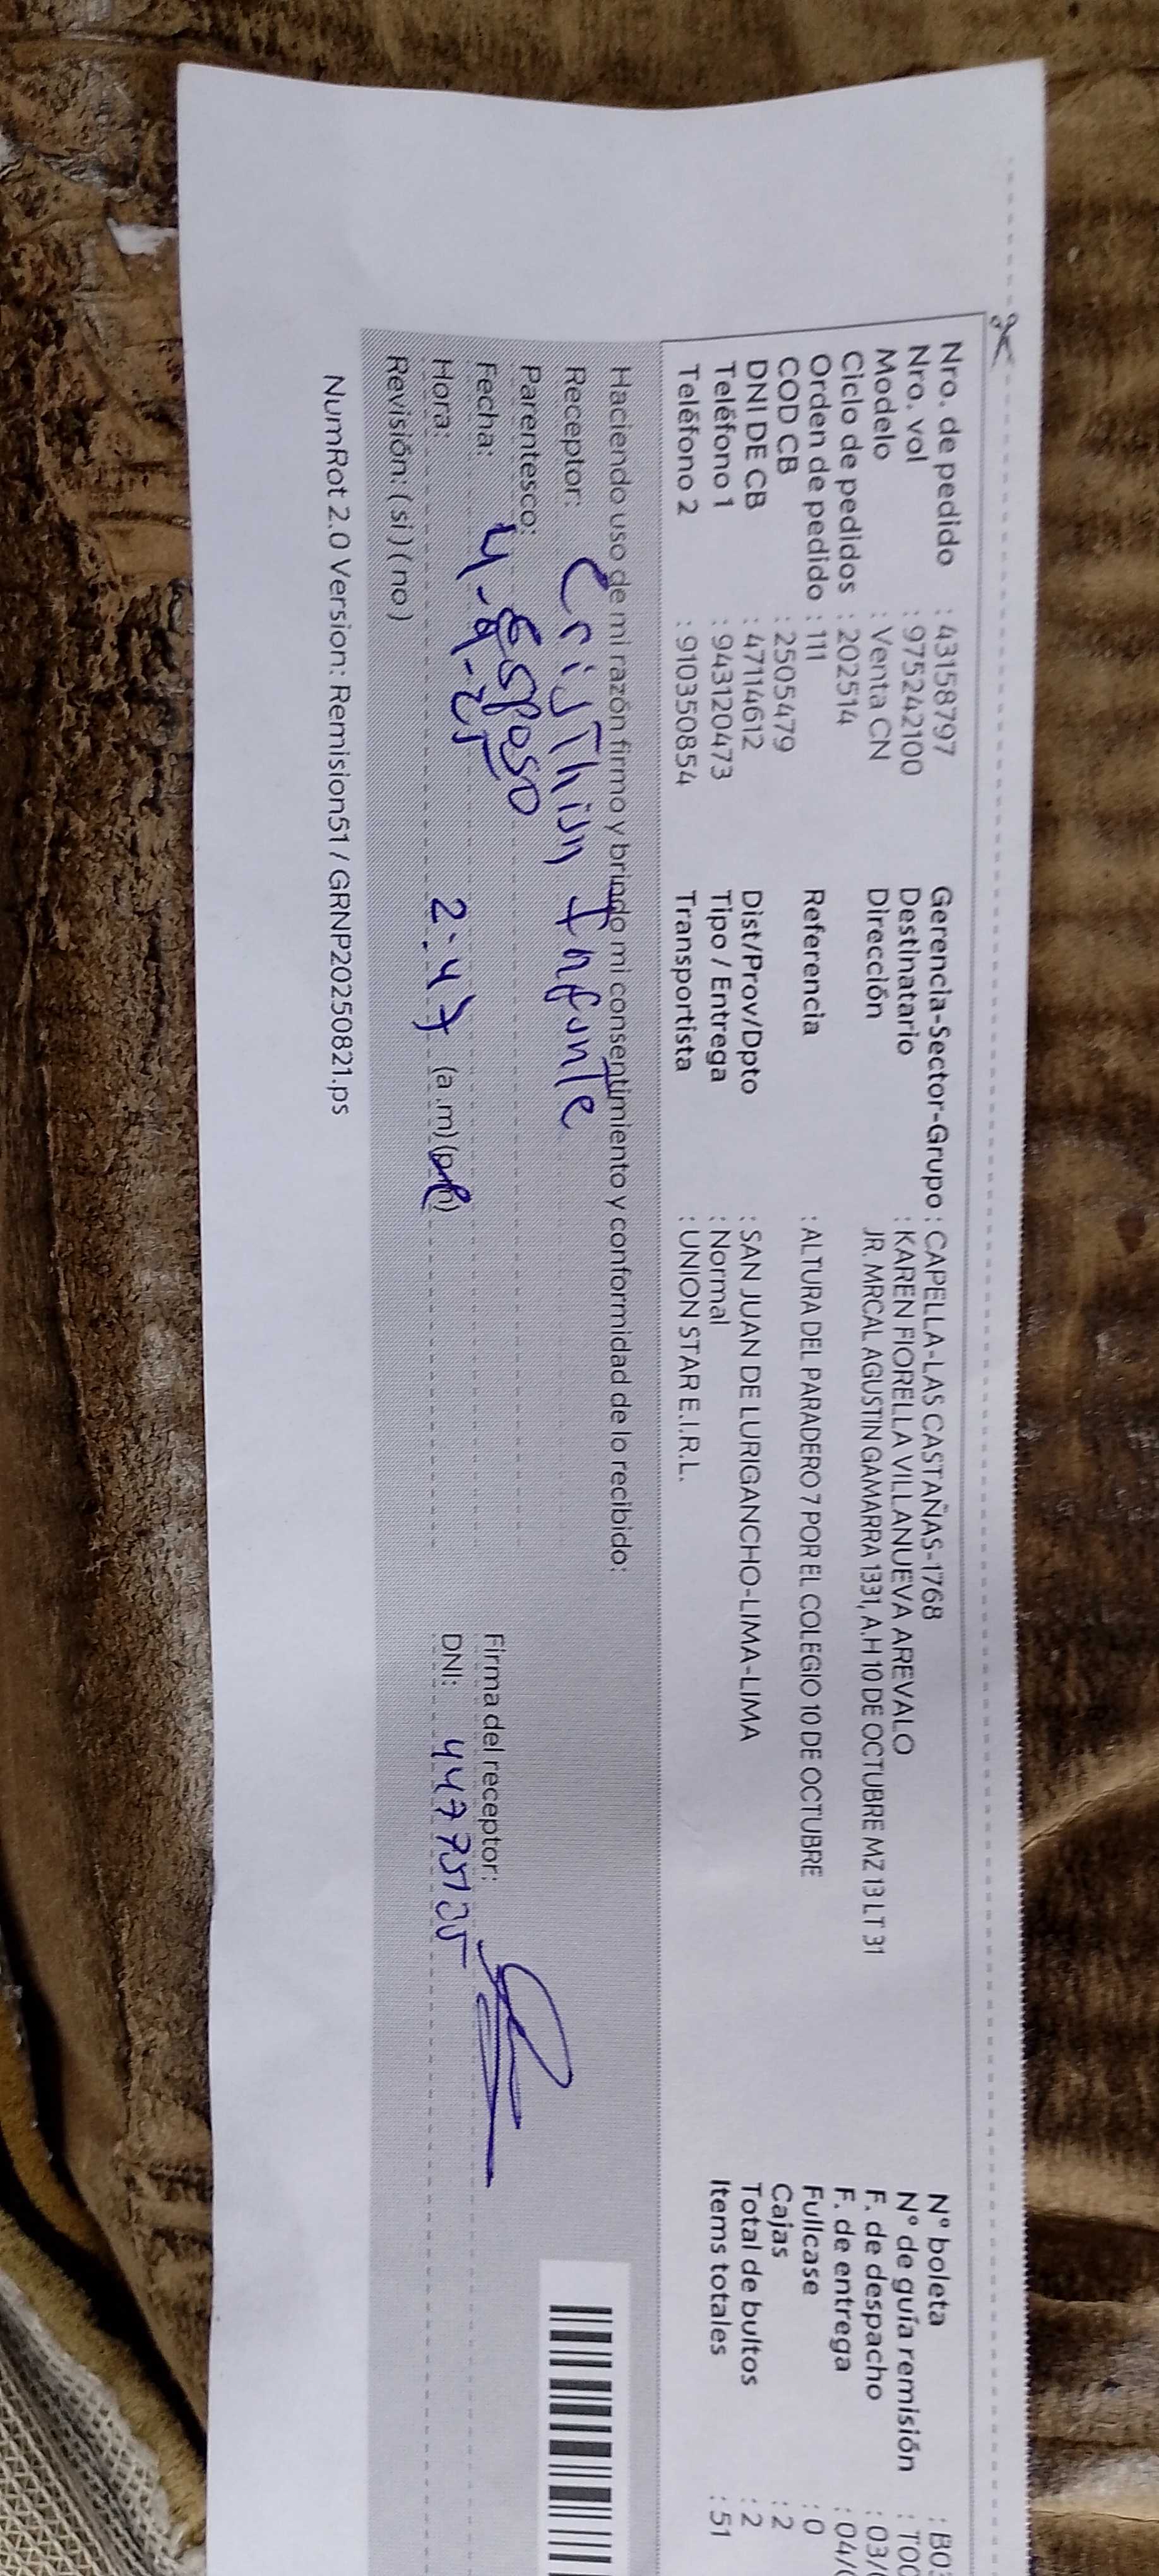 Nro. de pedido : 43158797
Nro. vol : 975242100
Modelo : Venta CN
Ciclo de pedidos : 202514
Orden de pedido : 111
COD CB : 2505479
DNI DE CB : 47114612
Teléfono 1 : 943120473
Teléfono 2 : 910350854
Gerencia-Sector-Grupo : CAPELLA-LAS CASTAÑAS-1768
Destinatario : KAREN FIORELLA VILLANUEVA AREVALO
Dirección JR. MRCAL AGUSTIN GAMARRA 1331, A.H 10 DE OCTUBRE MZ 13 LT 31
Referencia : ALTURA DEL PARADERO 7 POR EL COLEGIO 10 DE OCTUBRE
Dist/Prov/Dpto : SAN JUAN DE LURIGANCHO-LIMA-LIMA
Tipo / Entrega : Normal
Transportista : UNION STAR E.I.R.L.
N° boleta : B0
N° de guía remisión : T00
F. de despacho : 03/
F. de entrega : 04/
Fullcase : 0
Cajas : 2
Total de bultos : 2
Items totales : 51
Haciendo uso de mi razón firmo y brindo mi consentimiento y conformidad de lo recibido:
Receptor: Cristhian Infante
Parentesco: Esposo
Fecha: 4-9-25
Hora: 2:47 (a.m) (p.m)
Revisión: (si) (no)
Firma del receptor:
DNI:
NumRot 2.0 Version: Remision51 / GRNP20250821.ps